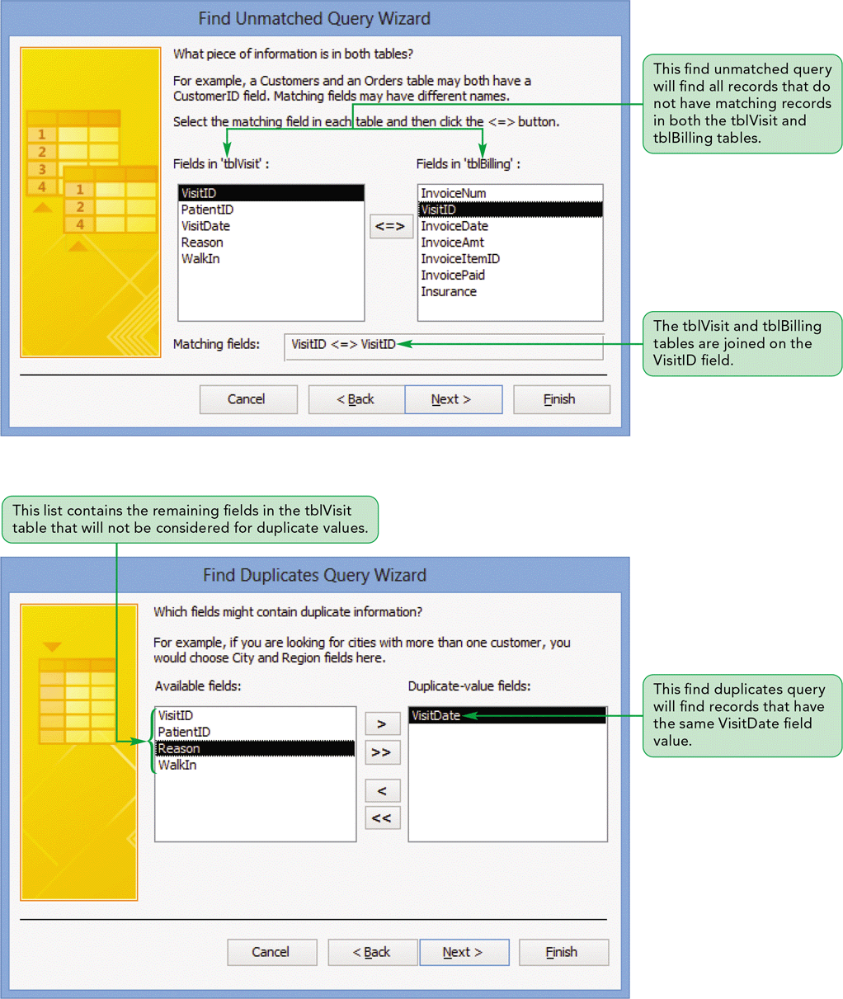 Find Unmatched Query Wizard
What piece of information is in both tables?
For example, a Customers and an Orders table may both have a
CustomerID field. Matching fields may have different names.
Select the matching field in each table and then click the <=> button.
Fields in 'tblVisit' :
VisitID
PatientID
VisitDate
Reason
WalkIn
<=>
Fields in 'tblBilling' :
InvoiceNum
VisitID
InvoiceDate
InvoiceAmt
InvoiceItemID
InvoicePaid
Insurance
Matching fields:
VisitID <=> VisitID
Cancel
< Back
Next >
Finish
1
2
3
4
1
2
4
This find unmatched query
will find all records that do
not have matching records
in both the tblVisit and
tblBilling tables.
The tblVisit and tblBilling
tables are joined on the
VisitID field.
This list contains the remaining fields in the tblVisit
table that will not be considered for duplicate values.
Find Duplicates Query Wizard
Which fields might contain duplicate information?
For example, if you are looking for cities with more than one customer, you
would choose City and Region fields here.
Available fields:
VisitID
PatientID
Reason
WalkIn
>
>>
<
<<
Duplicate-value fields:
VisitDate
Cancel
< Back
Next >
Finish
This find duplicates query
will find records that have
the same VisitDate field
value.